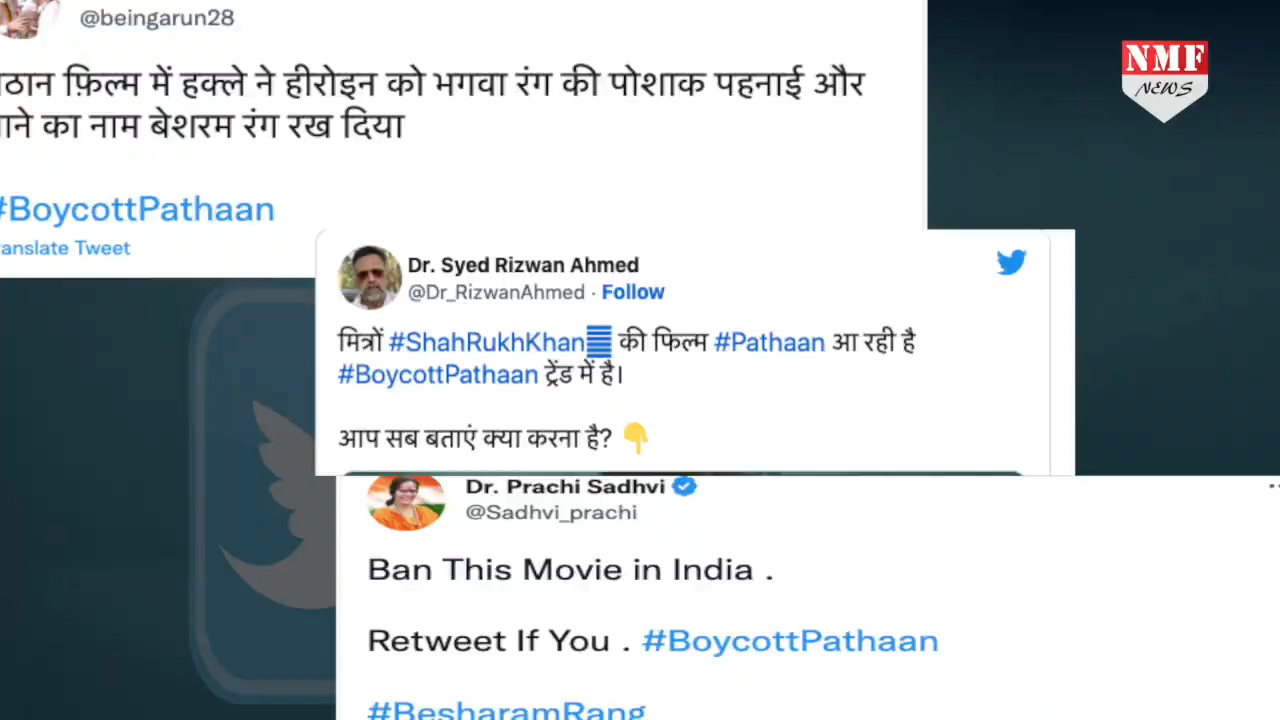 @beingarun28
NMF
NEWS
फ़िल्म में हक्ले ने हीरोइन को भगवा रंग की पोशाक पहनाई और
का नाम बेशरम रंग रख दिया
#BoycottPathaan
Tweet
Dr. Syed Rizwan Ahmed
@Dr_RizwanAhmed · Follow
मित्रों #ShahRukhKhan की फिल्म #Pathaan आ रही है
#BoycottPathaan ट्रेंड में है।
आप सब बताएं क्या करना है? 👇
Dr. Prachi Sadhvi
@Sadhvi_prachi
Ban This Movie in India .
Retweet If You . #BoycottPathaan
#BesharamRang